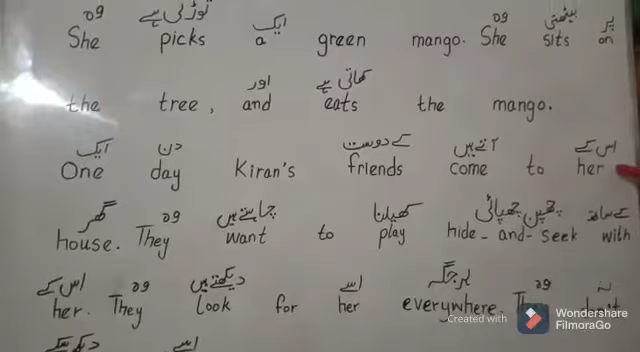 وہ توڑتی ہے ایک وہ بیٹھتی پر
She picks a green mango. She sits on
اور کھاتی ہے
the tree, and eats the mango.
ایک دن کے دوست آتے ہیں اس کے
One day Kiran's friends come to her
گھر وہ چاہتے ہیں کھیلنا چھپن چھپائی کے ساتھ
house. They want to play hide-and-seek with
اس کے وہ دیکھتے ہیں اسے ہر جگہ وہ نہ
her. They look for her everywhere. They don't
اسے
Created with Wondershare FilmoraGo